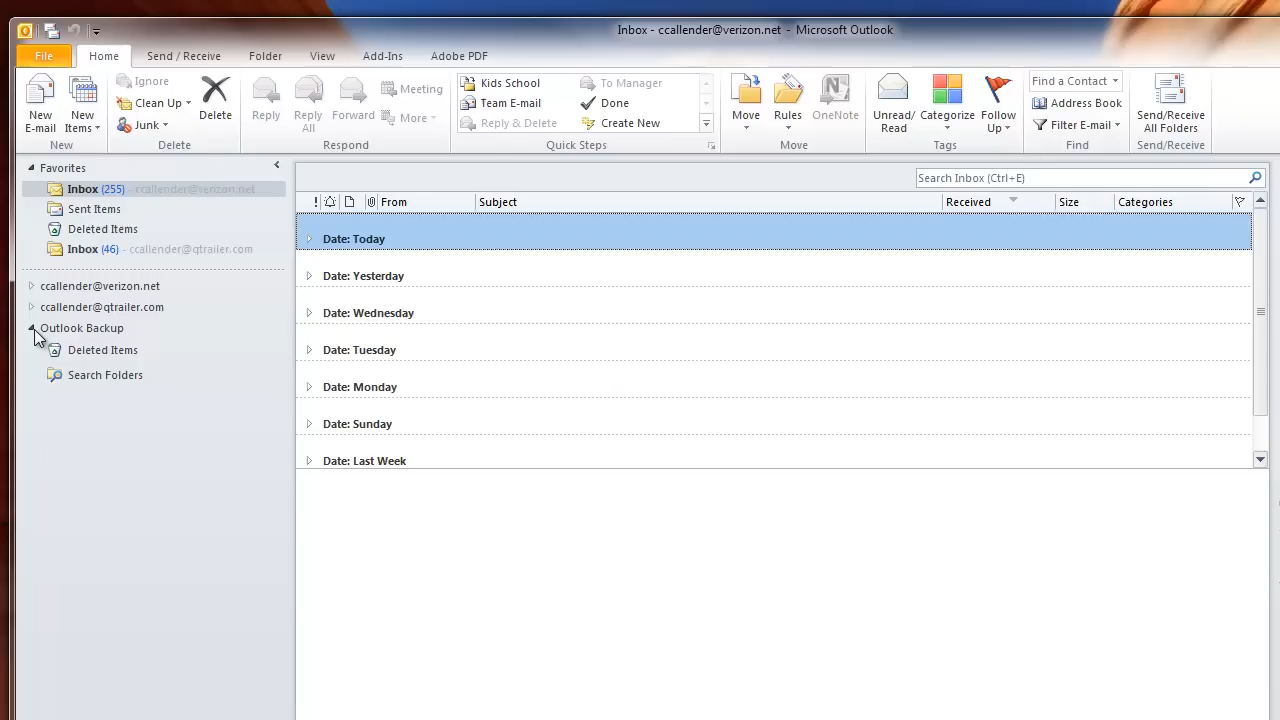 Inbox - ccallender@verizon.net - Microsoft Outlook
File Home Send / Receive Folder View Add-Ins Adobe PDF
New E-mail
New Items
New
Ignore
Clean Up
Junk
Delete
Delete
Reply
Reply All
Forward
Meeting
More
Respond
Kids School
Team E-mail
Reply & Delete
To Manager
Done
Create New
Quick Steps
Move
Rules
OneNote
Move
Unread/ Read
Categorize
Follow Up
Tags
Find a Contact
Address Book
Filter E-mail
Find
Send/Receive All Folders
Send/Receive
Favorites
Inbox (255) - ccallender@verizon.net
Sent Items
Deleted Items
Inbox (46) - ccallender@qtrailer.com
ccallender@verizon.net
ccallender@qtrailer.com
Outlook Backup
Deleted Items
Search Folders
Search Inbox (Ctrl+E)
! From Subject Received Size Categories
Date: Today
Date: Yesterday
Date: Wednesday
Date: Tuesday
Date: Monday
Date: Sunday
Date: Last Week